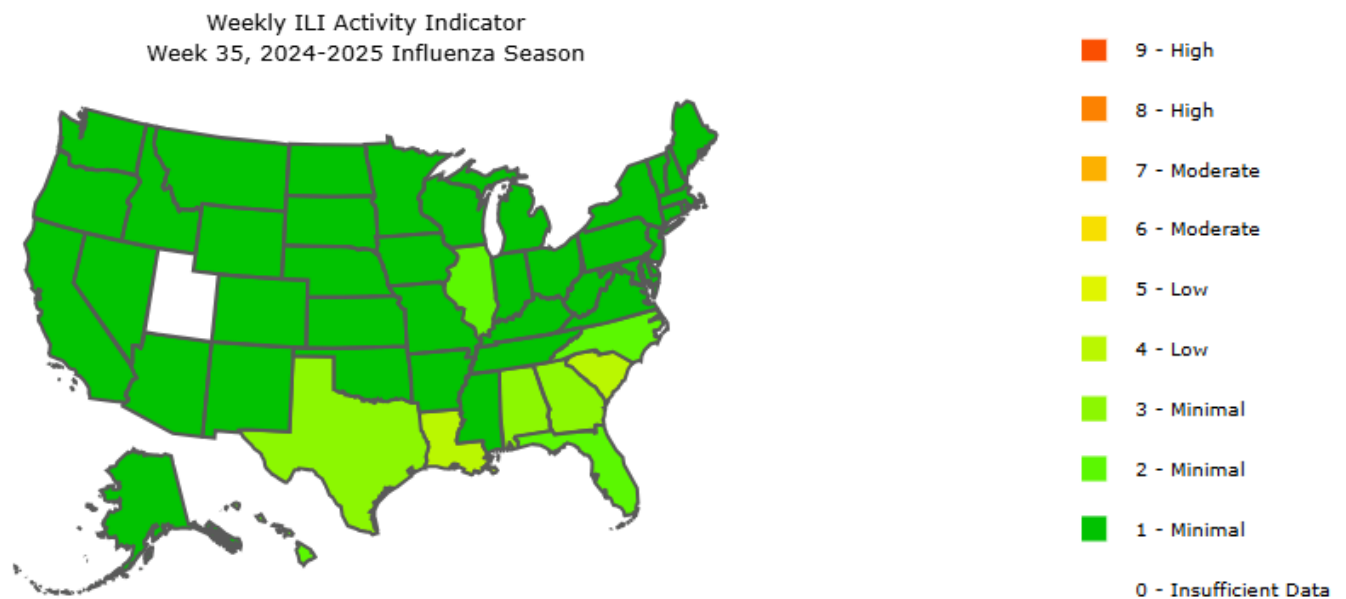 Weekly ILI Activity Indicator
Week 35, 2024-2025 Influenza Season
9 - High
8 - High
7 - Moderate
6 - Moderate
5 - Low
4 - Low
3 - Minimal
2 - Minimal
1 - Minimal
0 - Insufficient Data